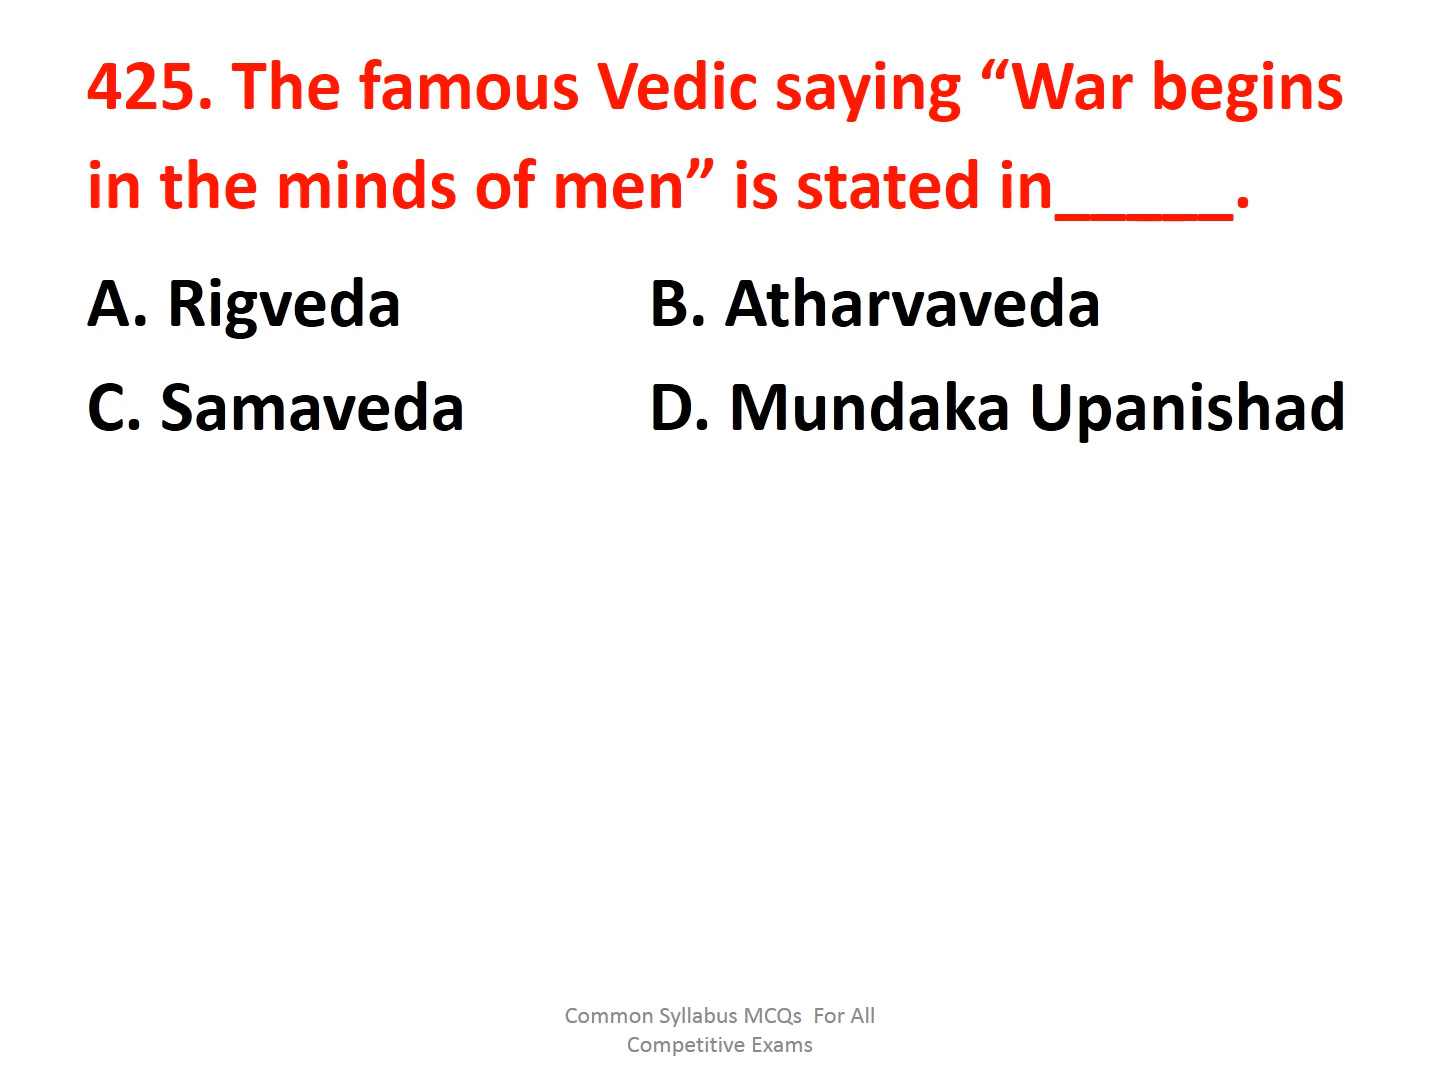 425. The famous Vedic saying “War begins
in the minds of men” is stated in_____.
A. Rigveda B. Atharvaveda
C. Samaveda D. Mundaka Upanishad
Common Syllabus MCQs For All
Competitive Exams